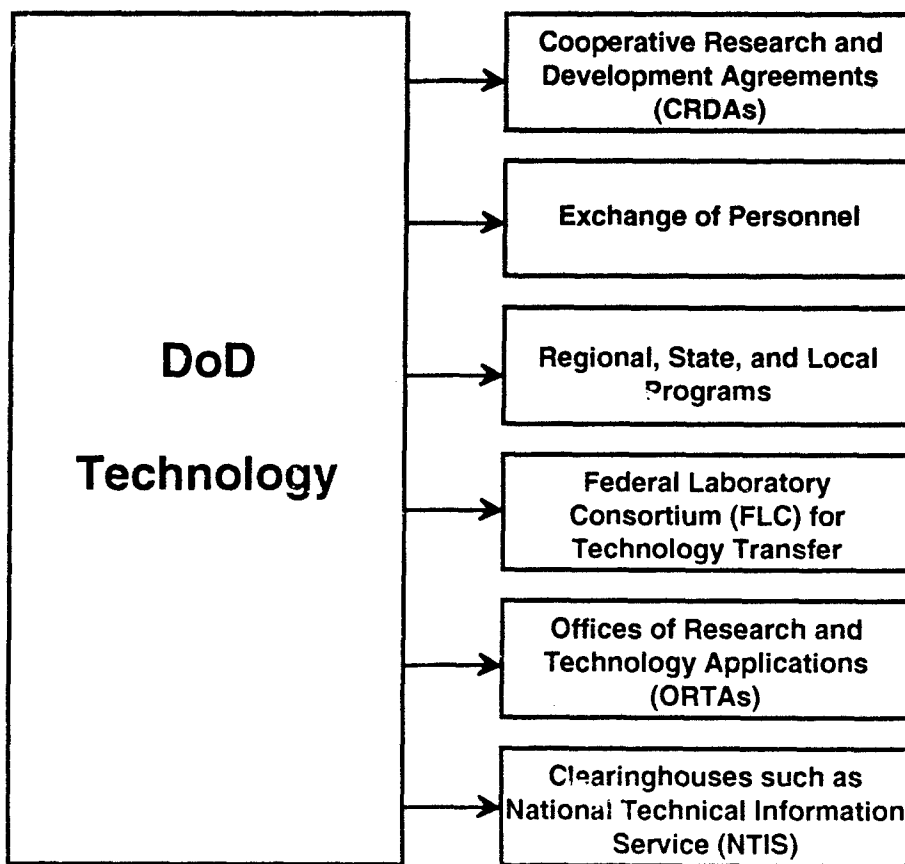 DoD
Technology
Cooperative Research and
Development Agreements
(CRDAs)
Exchange of Personnel
Regional, State, and Local
Programs
Federal Laboratory
Consortium (FLC) for
Technology Transfer
Offices of Research and
Technology Applications
(ORTAs)
Clearinghouses such as
National Technical Information
Service (NTIS)